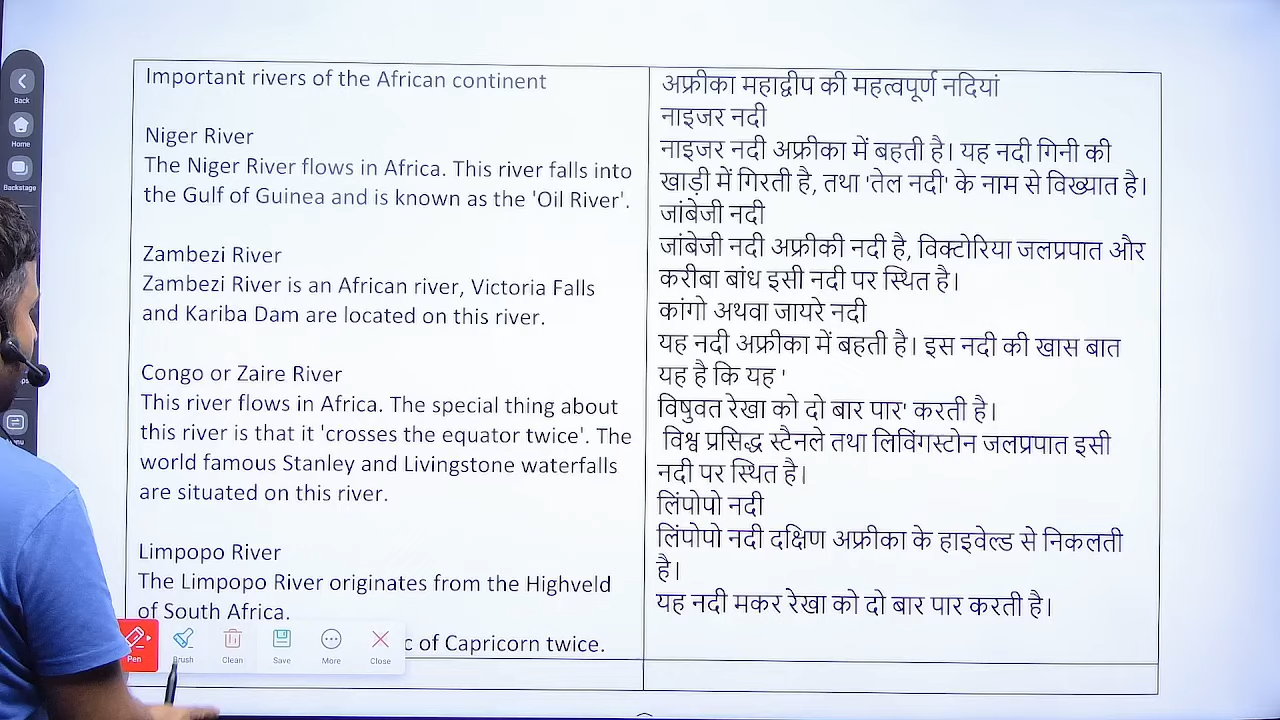 Important rivers of the African continent
Niger River
The Niger River flows in Africa. This river falls into
the Gulf of Guinea and is known as the 'Oil River'.
Zambezi River
Zambezi River is an African river, Victoria Falls
and Kariba Dam are located on this river.
Congo or Zaire River
This river flows in Africa. The special thing about
this river is that it 'crosses the equator twice'. The
world famous Stanley and Livingstone waterfalls
are situated on this river.
Limpopo River
The Limpopo River originates from the Highveld
of South Africa.
c of Capricorn twice.
अफ्रीका महाद्वीप की महत्वपूर्ण नदियां
नाइजर नदी
नाइजर नदी अफ्रीका में बहती है। यह नदी गिनी की
खाड़ी में गिरती है, तथा 'तेल नदी' के नाम से विख्यात है।
जांबेजी नदी
जांबेजी नदी अफ्रीकी नदी है, विक्टोरिया जलप्रपात और
करीबा बांध इसी नदी पर स्थित है।
कांगो अथवा जायरे नदी
यह नदी अफ्रीका में बहती है। इस नदी की खास बात
यह है कि यह '
विषुवत रेखा को दो बार पार' करती है।
विश्व प्रसिद्ध स्टैनले तथा लिविंगस्टोन जलप्रपात इसी
नदी पर स्थित है।
लिंपोपो नदी
लिंपोपो नदी दक्षिण अफ्रीका के हाइवेल्ड से निकलती
है।
यह नदी मकर रेखा को दो बार पार करती है।
Back
Home
Backstage
Pen Brush Clean Save More Close